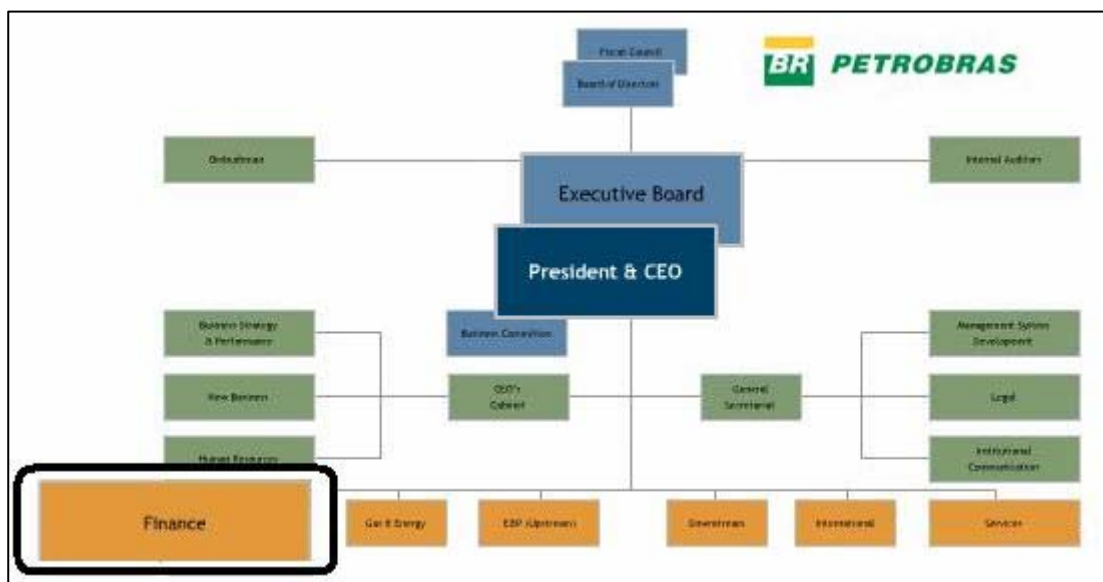 Fiscal Council
Board of Directors
BR PETROBRAS
Ombudsman
Internal Auditors
Executive Board
President & CEO
Business Strategy
& Performance
Business Committee
Management System
Development
New Business
CEO's
Cabinet
General
Secretariat
Legal
Human Resources
Institutional
Communication
Finance
Gas & Energy
E&P (Upstream)
Downstream
International
Services